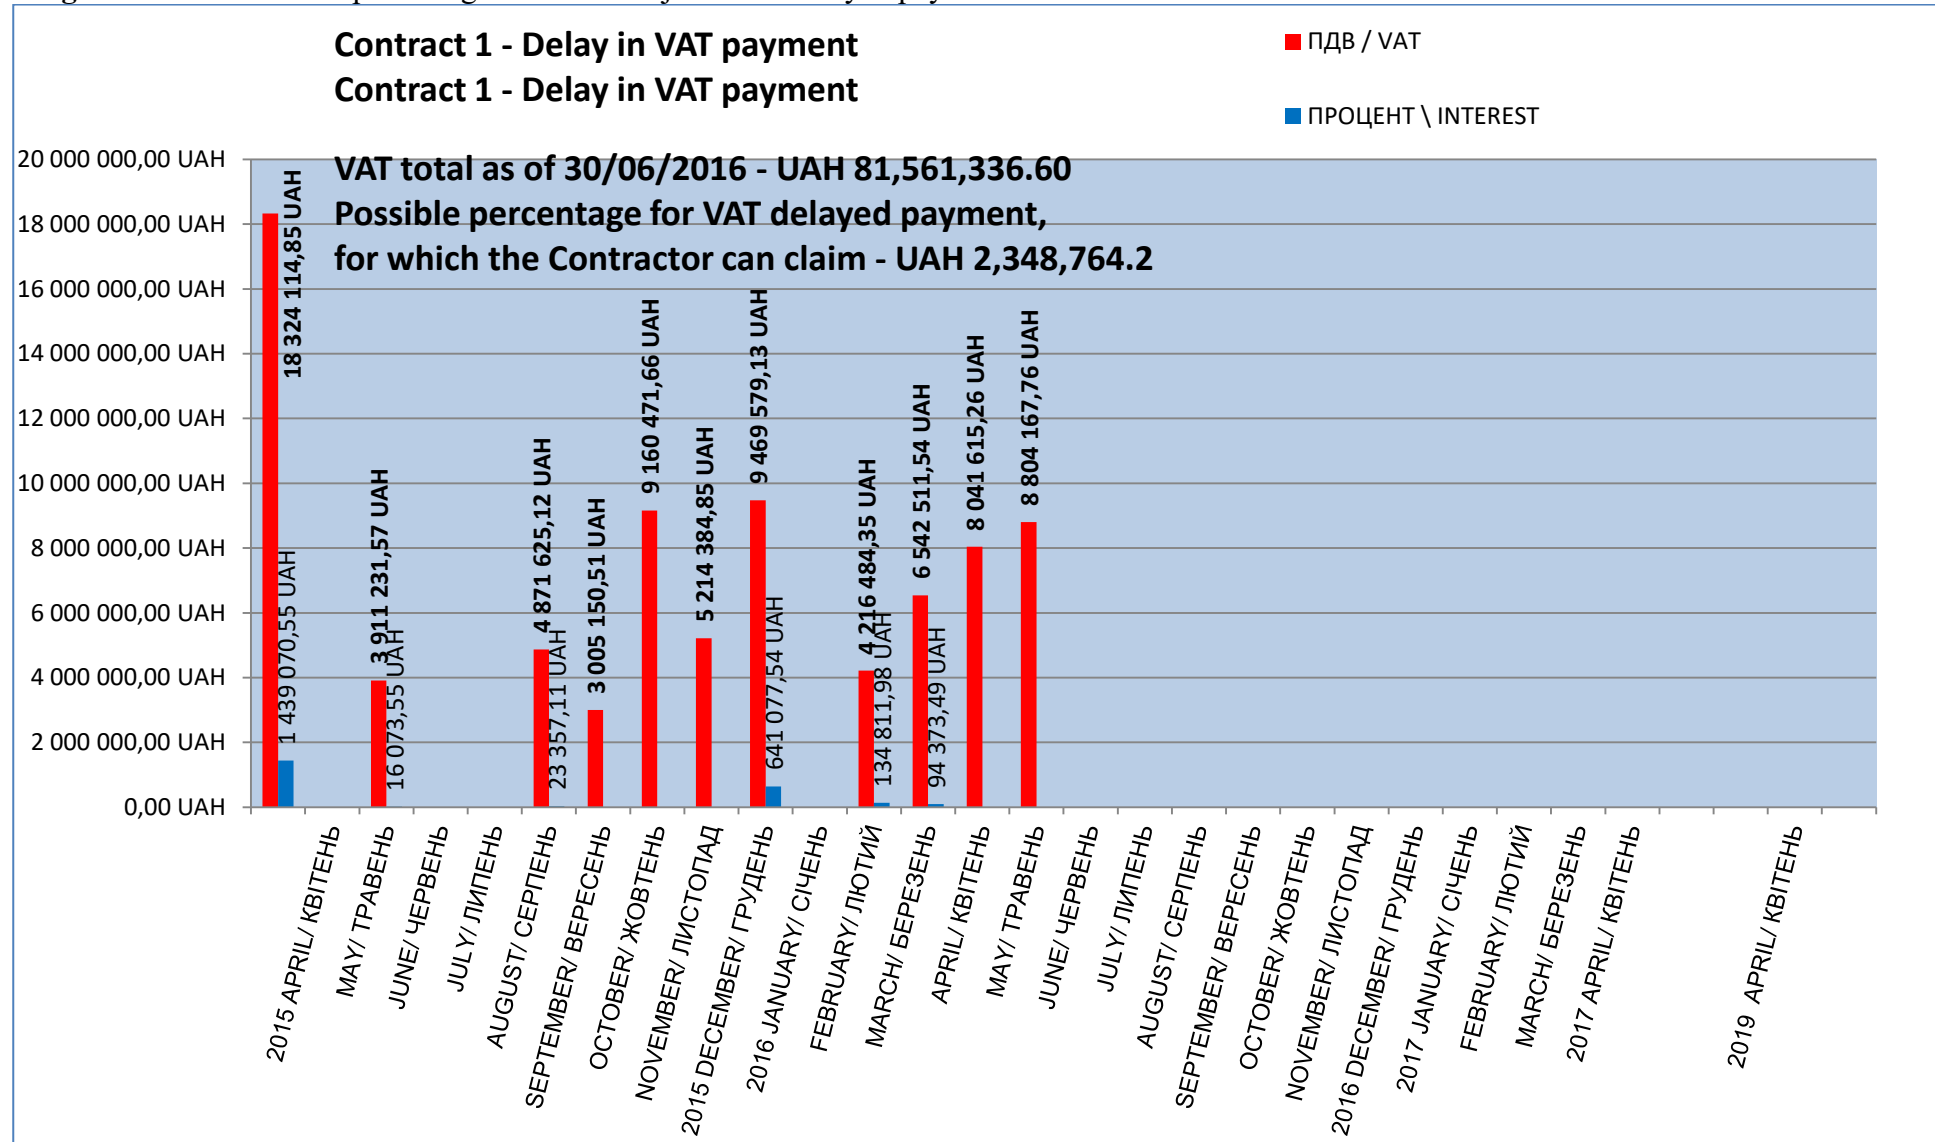 Contract 1 - Delay in VAT payment
Contract 1 - Delay in VAT payment
ПДВ / VAT
ПРОЦЕНТ \ INTEREST
VAT total as of 30/06/2016 - UAH 81,561,336.60
Possible percentage for VAT delayed payment,
for which the Contractor can claim - UAH 2,348,764.2
20 000 000,00 UAH
18 000 000,00 UAH
16 000 000,00 UAH
14 000 000,00 UAH
12 000 000,00 UAH
10 000 000,00 UAH
8 000 000,00 UAH
6 000 000,00 UAH
4 000 000,00 UAH
2 000 000,00 UAH
0,00 UAH
18 324 114,85 UAH
1 439 070,55 UAH
3 911 231,57 UAH
16 073,55 UAH
4 871 625,12 UAH
23 357,11 UAH
3 005 150,51 UAH
9 160 471,66 UAH
5 214 384,85 UAH
9 469 579,13 UAH
641 077,54 UAH
4 216 484,35 UAH
134 811,98 UAH
6 542 511,54 UAH
94 373,49 UAH
8 041 615,26 UAH
8 804 167,76 UAH
2015 APRIL/ КВІТЕНЬ
MAY/ ТРАВЕНЬ
JUNE/ ЧЕРВЕНЬ
JULY/ ЛИПЕНЬ
AUGUST/ СЕРПЕНЬ
SEPTEMBER/ ВЕРЕСЕНЬ
OCTOBER/ ЖОВТЕНЬ
NOVEMBER/ ЛИСТОПАД
2015 DECEMBER/ ГРУДЕНЬ
2016 JANUARY/ СІЧЕНЬ
FEBRUARY/ ЛЮТИЙ
MARCH/ БЕРЕЗЕНЬ
APRIL/ КВІТЕНЬ
MAY/ ТРАВЕНЬ
JUNE/ ЧЕРВЕНЬ
JULY/ ЛИПЕНЬ
AUGUST/ СЕРПЕНЬ
SEPTEMBER/ ВЕРЕСЕНЬ
OCTOBER/ ЖОВТЕНЬ
NOVEMBER/ ЛИСТОПАД
2016 DECEMBER/ ГРУДЕНЬ
2017 JANUARY/ СІЧЕНЬ
FEBRUARY/ ЛЮТИЙ
MARCH/ БЕРЕЗЕНЬ
2017 APRIL/ КВІТЕНЬ
2019 APRIL/ КВІТЕНЬ